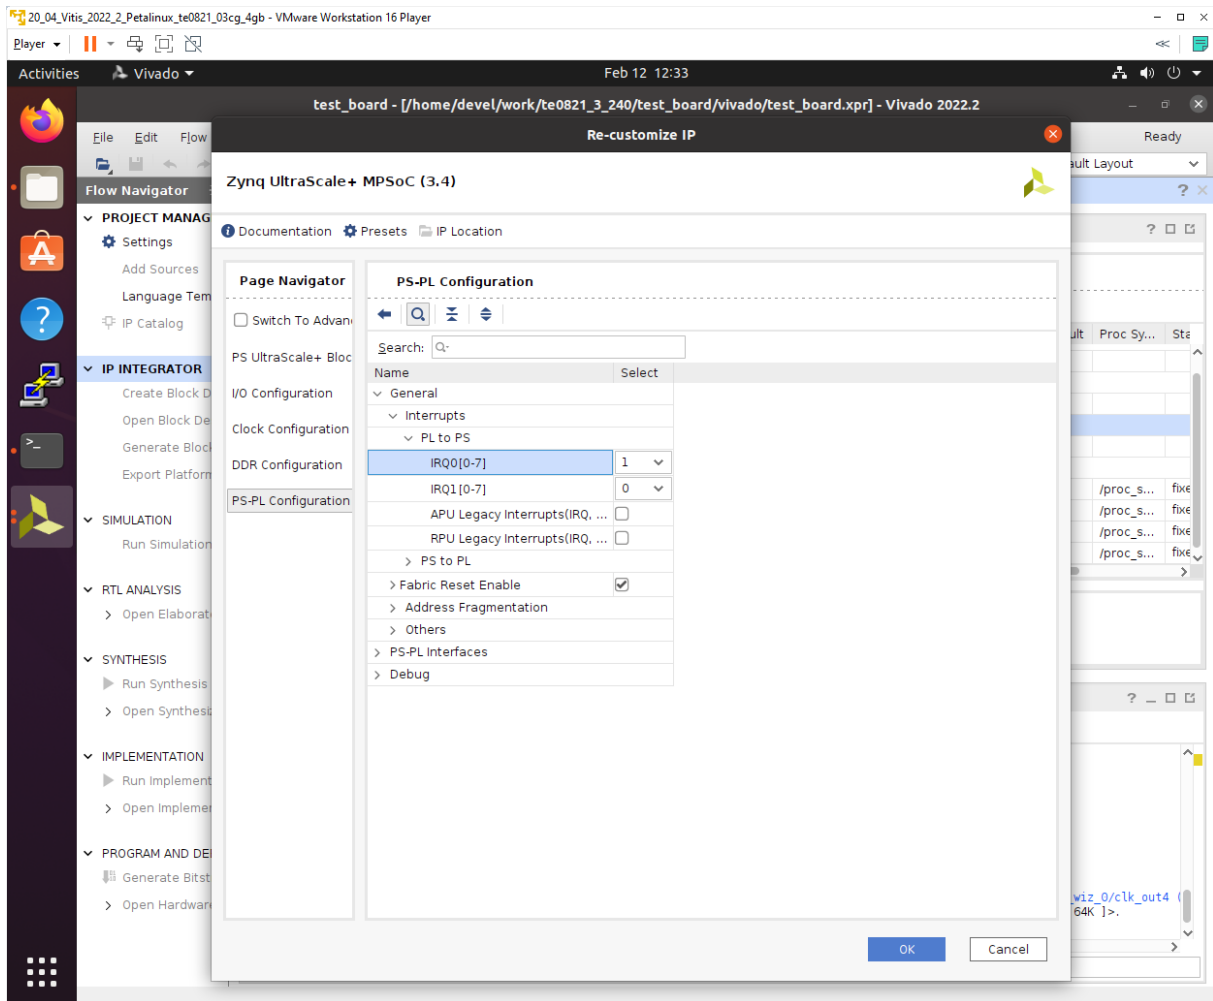 20_04_Vitis_2022_2_Petalinux_te0821_03cg_4gb - VMware Workstation 16 Player
Player
Activities
Vivado
Feb 12 12:33
test_board - [/home/devel/work/te0821_3_240/test_board/vivado/test_board.xpr] - Vivado 2022.2
File Edit Flow
Re-customize IP
Ready
ault Layout
Flow Navigator
Zynq UltraScale+ MPSoC (3.4)
?
PROJECT MANAG
Settings
Add Sources
Language Tem
IP Catalog
IP INTEGRATOR
Create Block D
Open Block De
Generate Block
Export Platform
SIMULATION
Run Simulation
RTL ANALYSIS
Open Elaborat
SYNTHESIS
Run Synthesis
Open Synthesiz
IMPLEMENTATION
Run Implement
Open Implemen
PROGRAM AND DE
Generate Bitst
Open Hardware
Documentation Presets IP Location
Page Navigator
Switch To Advan
PS UltraScale+ Bloc
I/O Configuration
Clock Configuration
DDR Configuration
PS-PL Configuration
PS-PL Configuration
Search:
Name Select
General
Interrupts
PL to PS
IRQ0[0-7] 1
IRQ1[0-7] 0
APU Legacy Interrupts(IRQ, ...
RPU Legacy Interrupts(IRQ, ...
PS to PL
Fabric Reset Enable
Address Fragmentation
Others
PS-PL Interfaces
Debug
OK Cancel
?
ult Proc Sy... Sta
/proc_s... fixe
/proc_s... fixe
/proc_s... fixe
/proc_s... fixe
?
_wiz_0/clk_out4 (
64K ]>.